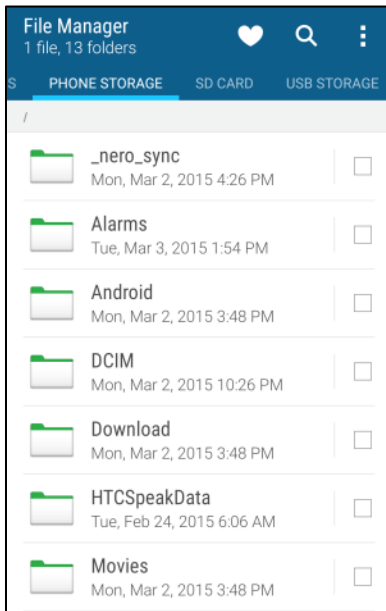 File Manager
1 file, 13 folders
S PHONE STORAGE SD CARD USB STORAGE
/
_nero_sync
Mon, Mar 2, 2015 4:26 PM
Alarms
Tue, Mar 3, 2015 1:54 PM
Android
Mon, Mar 2, 2015 3:48 PM
DCIM
Mon, Mar 2, 2015 10:26 PM
Download
Mon, Mar 2, 2015 3:48 PM
HTCSpeakData
Tue, Feb 24, 2015 6:06 AM
Movies
Mon, Mar 2, 2015 3:48 PM